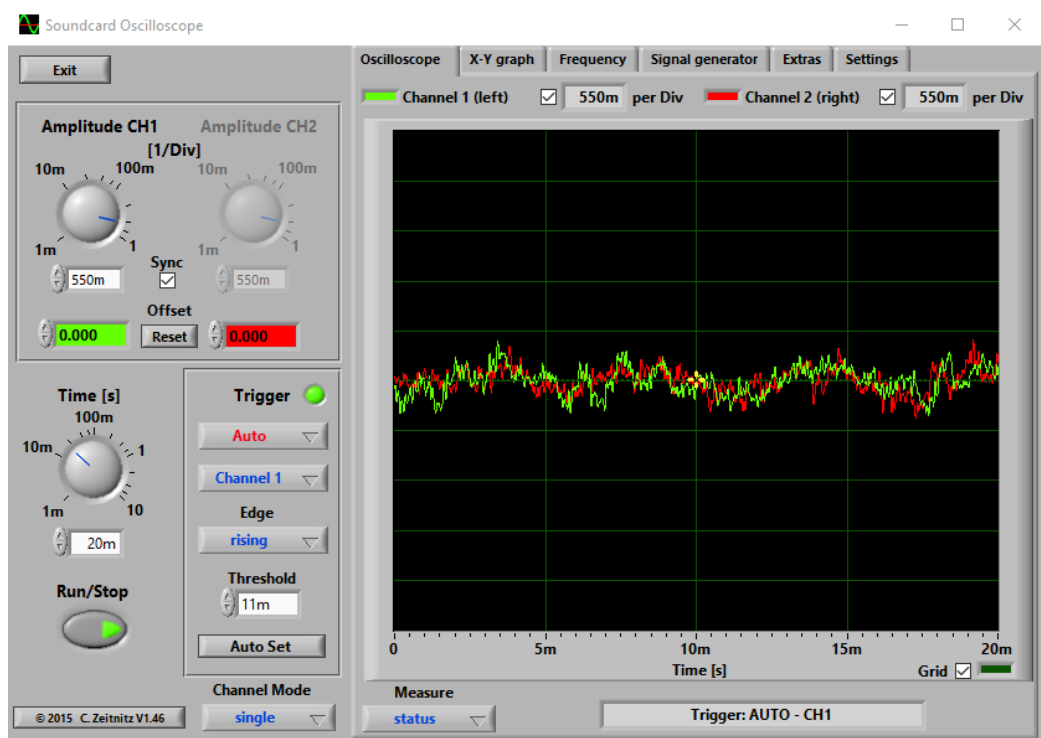 Soundcard Oscilloscope
Exit
Oscilloscope X-Y graph Frequency Signal generator Extras Settings
Channel 1 (left) 550m per Div Channel 2 (right) 550m per Div
Amplitude CH1 Amplitude CH2
[1/Div]
10m 100m 10m 100m
1m 1 1m 1
Sync
550m 550m
Offset
0.000 Reset 0.000
Time [s]
100m
10m 1
1m 10
20m
Run/Stop
Trigger
Auto
Channel 1
Edge
rising
Threshold
11m
Auto Set
Channel Mode
single
© 2015 C. Zeitnitz V1.46
0 5m 10m 15m 20m
Time [s]
Grid
Measure
status
Trigger: AUTO - CH1